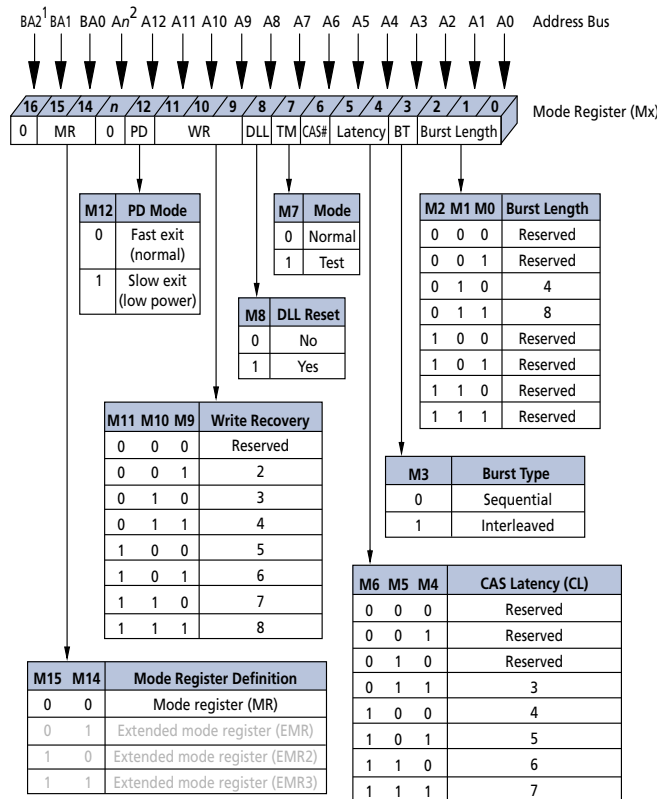 BA2¹ BA1 BA0 An² A12 A11 A10 A9 A8 A7 A6 A5 A4 A3 A2 A1 A0 Address Bus
16 15 14 n 12 11 10 9 8 7 6 5 4 3 2 1 0 Mode Register (Mx)
0 MR 0 PD WR DLL TM CAS# Latency BT Burst Length
M12 PD Mode
0 Fast exit
(normal)
1 Slow exit
(low power)
M7 Mode
0 Normal
1 Test
M2 M1 M0 Burst Length
0 0 0 Reserved
0 0 1 Reserved
0 1 0 4
0 1 1 8
1 0 0 Reserved
1 0 1 Reserved
1 1 0 Reserved
1 1 1 Reserved
M8 DLL Reset
0 No
1 Yes
M11 M10 M9 Write Recovery
0 0 0 Reserved
0 0 1 2
0 1 0 3
0 1 1 4
1 0 0 5
1 0 1 6
1 1 0 7
1 1 1 8
M3 Burst Type
0 Sequential
1 Interleaved
M6 M5 M4 CAS Latency (CL)
0 0 0 Reserved
0 0 1 Reserved
0 1 0 Reserved
0 1 1 3
1 0 0 4
1 0 1 5
1 1 0 6
1 1 1 7
M15 M14 Mode Register Definition
0 0 Mode register (MR)
0 1 Extended mode register (EMR)
1 0 Extended mode register (EMR2)
1 1 Extended mode register (EMR3)